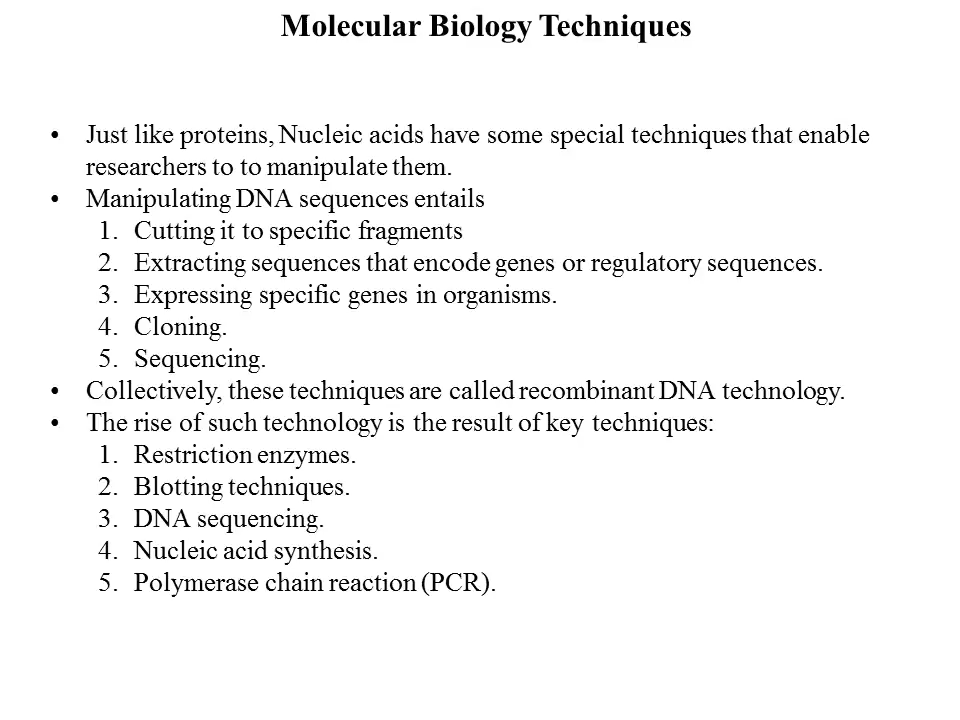 Molecular Biology Techniques
• Just like proteins, Nucleic acids have some special techniques that enable
researchers to to manipulate them.
• Manipulating DNA sequences entails
1. Cutting it to specific fragments
2. Extracting sequences that encode genes or regulatory sequences.
3. Expressing specific genes in organisms.
4. Cloning.
5. Sequencing.
• Collectively, these techniques are called recombinant DNA technology.
• The rise of such technology is the result of key techniques:
1. Restriction enzymes.
2. Blotting techniques.
3. DNA sequencing.
4. Nucleic acid synthesis.
5. Polymerase chain reaction (PCR).